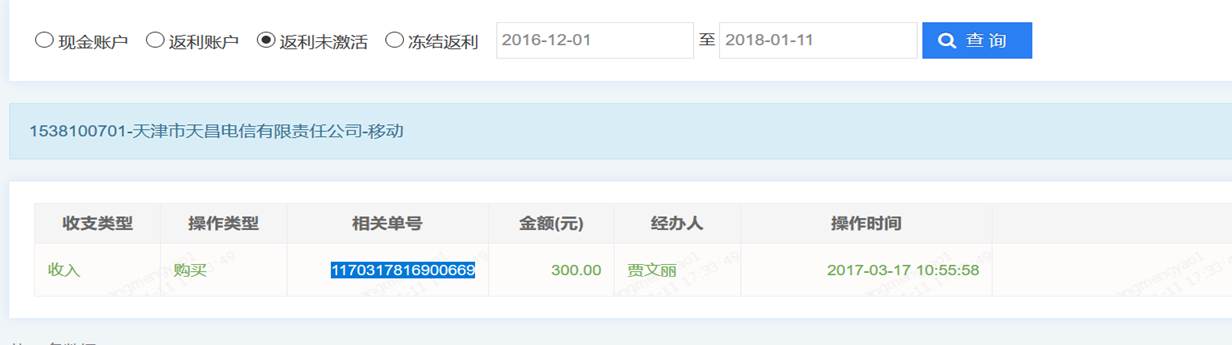 现金账户 返利账户 返利未激活 冻结返利 2016-12-01 至 2018-01-11 查 询
1538100701-天津市天昌电信有限责任公司-移动
收支类型 操作类型 相关单号 金额(元) 经办人 操作时间
收入 购买 1170317816900669 300.00 贾文丽 2017-03-17 10:55:58